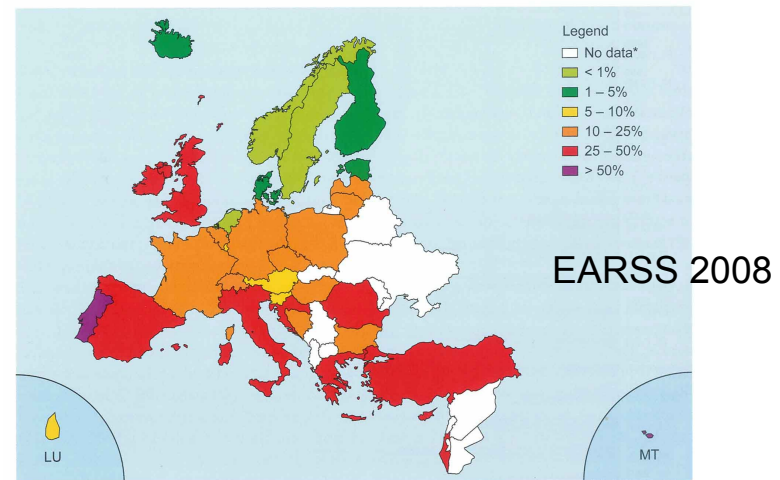 Legend
No data*
< 1%
1 – 5%
5 – 10%
10 – 25%
25 – 50%
> 50%
EARSS 2008
LU
MT